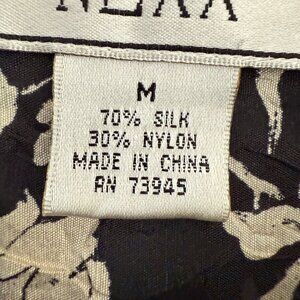 M
70% SILK
30% NYLON
MADE IN CHINA
RN 73945